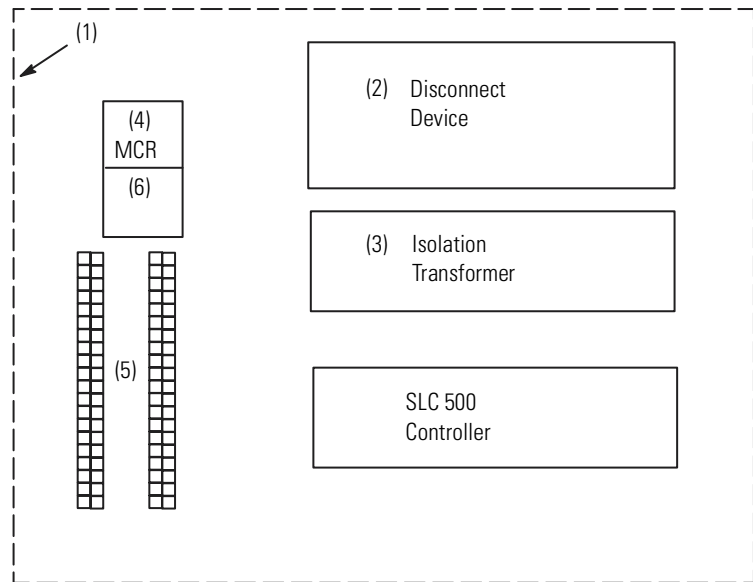 (1)
(2) Disconnect
Device
(4)
MCR
(6)
(3) Isolation
Transformer
(5)
SLC 500
Controller